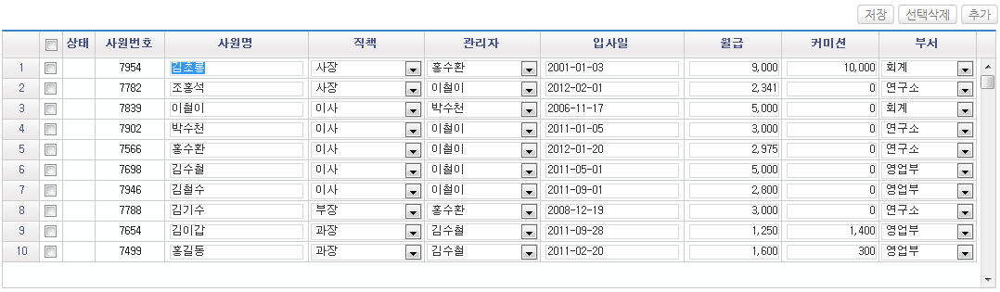 저장 선택삭제 추가
상태 사원번호 사원명 직책 관리자 입사일 월급 커미션 부서
1 7954 김초롱 사장 홍수환 2001-01-03 9,000 10,000 회계
2 7782 조홍석 사장 이철이 2012-02-01 2,341 0 연구소
3 7839 이철이 이사 박수천 2006-11-17 5,000 0 회계
4 7902 박수천 이사 이철이 2011-01-05 3,000 0 연구소
5 7566 홍수환 이사 이철이 2012-01-20 2,975 0 연구소
6 7698 김수철 이사 이철이 2011-05-01 5,000 0 영업부
7 7946 김철수 이사 이철이 2011-09-01 2,800 0 영업부
8 7788 김기수 부장 홍수환 2008-12-19 3,000 0 연구소
9 7654 김이갑 과장 김수철 2011-09-28 1,250 1,400 영업부
10 7499 홍길동 과장 김수철 2011-02-20 1,600 300 영업부